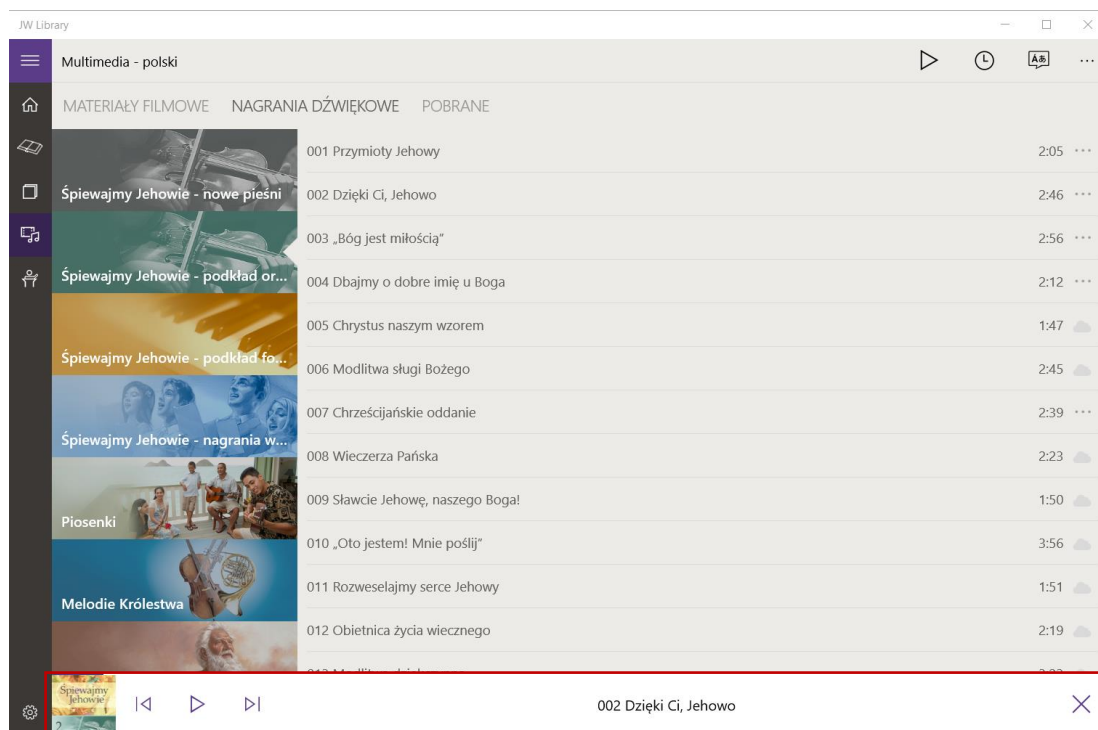 JW Library
Multimedia - polski
MATERIAŁY FILMOWE NAGRANIA DŹWIĘKOWE POBRANE
Śpiewajmy Jehowie - nowe pieśni
Śpiewajmy Jehowie - podkład or...
Śpiewajmy Jehowie - podkład fo...
Śpiewajmy Jehowie - nagrania w...
Piosenki
Melodie Królestwa
001 Przymioty Jehowy 2:05
002 Dzięki Ci, Jehowo 2:46
003 „Bóg jest miłością” 2:56
004 Dbajmy o dobre imię u Boga 2:12
005 Chrystus naszym wzorem 1:47
006 Modlitwa sługi Bożego 2:45
007 Chrześcijańskie oddanie 2:39
008 Wieczerza Pańska 2:23
009 Sławcie Jehowę, naszego Boga! 1:50
010 „Oto jestem! Mnie poślij” 3:56
011 Rozweselajmy serce Jehowy 1:51
012 Obietnica życia wiecznego 2:19
Śpiewajmy
Jehowie
2
002 Dzięki Ci, Jehowo